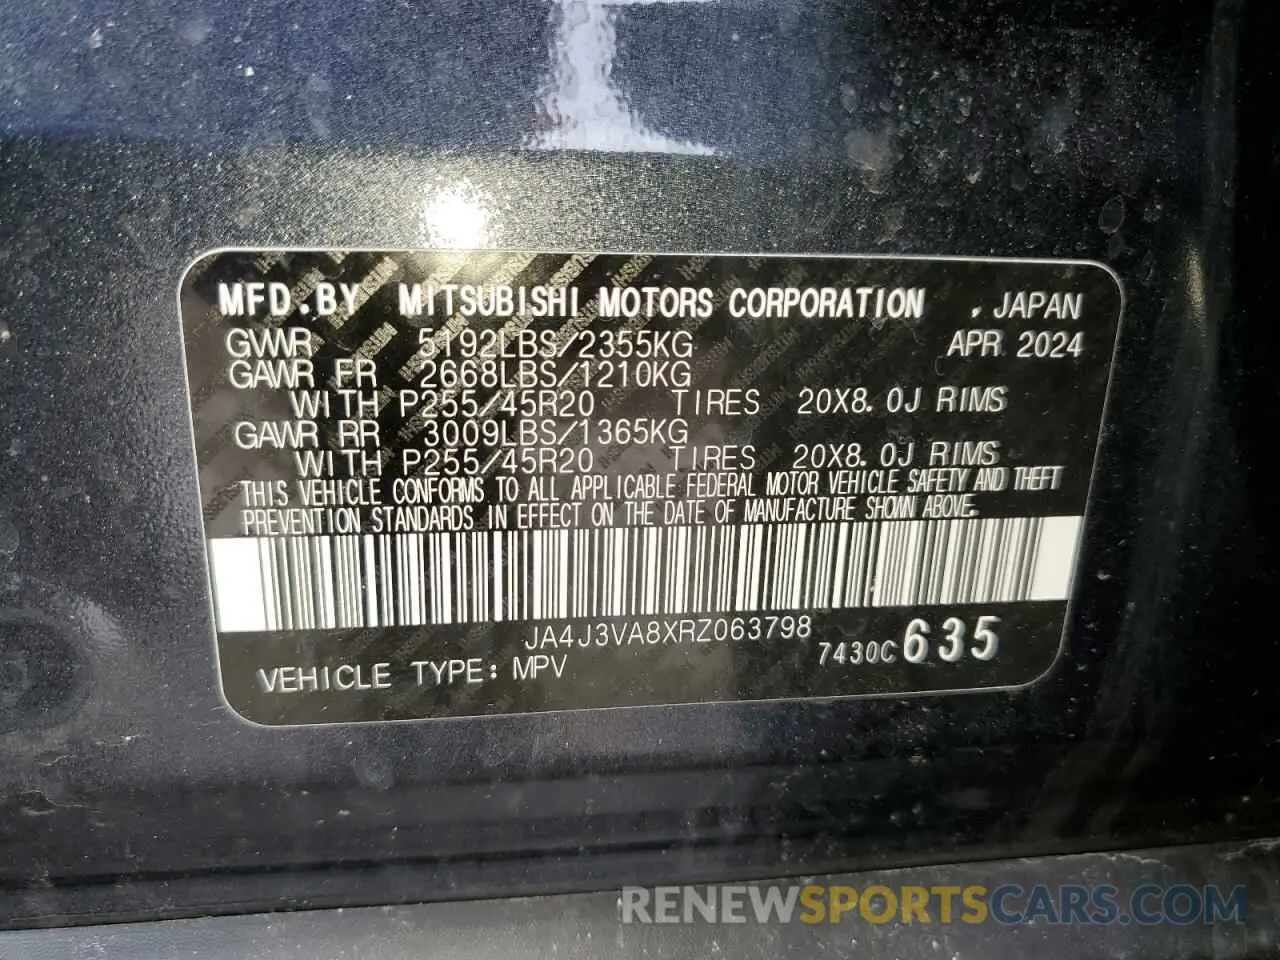 MFD.BY MITSUBISHI MOTORS CORPORATION , JAPAN
GVWR 5192LBS/2355KG APR 2024
GAWR FR 2668LBS/1210KG
WITH P255/45R20 TIRES 20X8.0J RIMS
GAWR RR 3009LBS/1365KG
WITH P255/45R20 TIRES 20X8.0J RIMS
THIS VEHICLE CONFORMS TO ALL APPLICABLE FEDERAL MOTOR VEHICLE SAFETY AND THEFT
PREVENTION STANDARDS IN EFFECT ON THE DATE OF MANUFACTURE SHOWN ABOVE.
JA4J3VA8XRZ063798
7430C635
VEHICLE TYPE: MPV
RENEWSPORTSCARS.COM